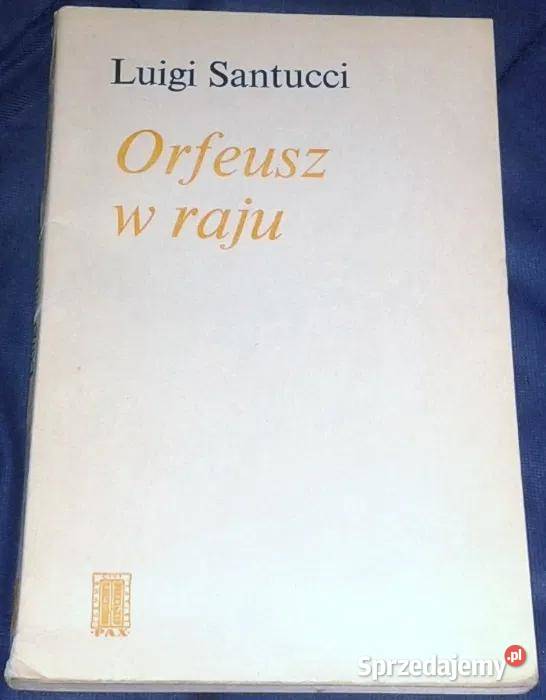 Luigi Santucci
Orfeusz
w raju
PAX
Sprzedajemy.pl